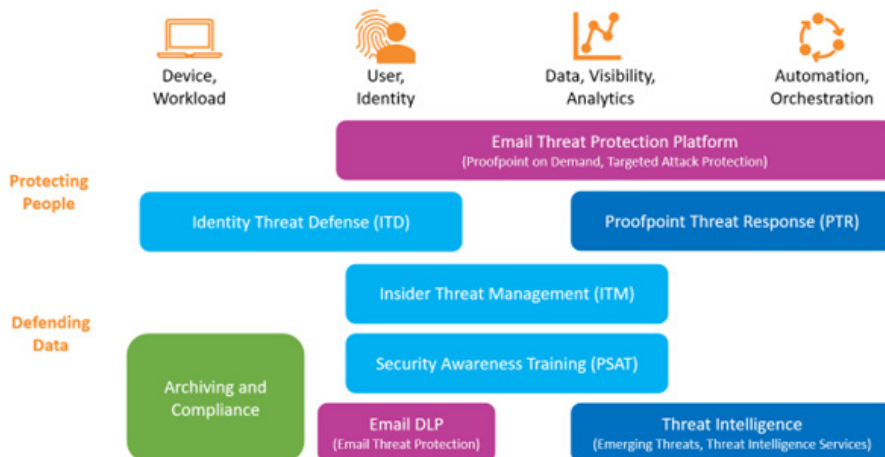 Device,
Workload
User,
Identity
Data, Visibility,
Analytics
Automation,
Orchestration
Protecting
People
Email Threat Protection Platform
(Proofpoint on Demand, Targeted Attack Protection)
Identity Threat Defense (ITD)
Proofpoint Threat Response (PTR)
Defending
Data
Insider Threat Management (ITM)
Security Awareness Training (PSAT)
Archiving and
Compliance
Email DLP
(Email Threat Protection)
Threat Intelligence
(Emerging Threats, Threat Intelligence Services)